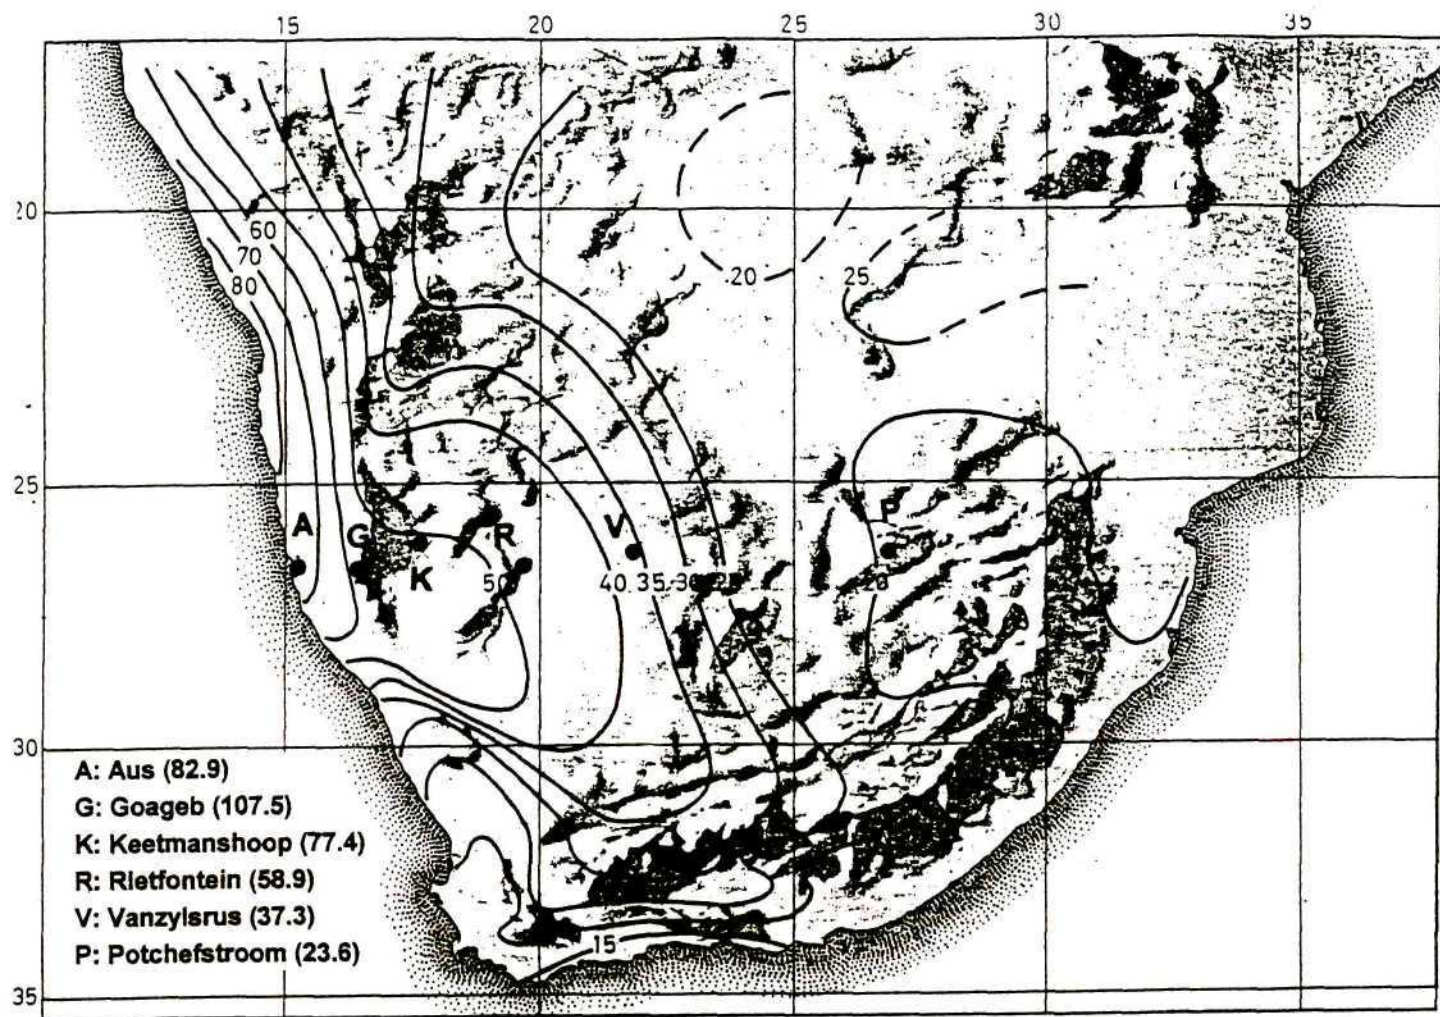 15 20 25 30 35
20
60
70
80
20
25
25
A
G
R
V
P
K
50
40
35
30
30
A: Aus (82.9)
G: Goageb (107.5)
K: Keetmanshoop (77.4)
R: Rietfontein (58.9)
V: Vanzylsrus (37.3)
P: Potchefstroom (23.6)
15
35